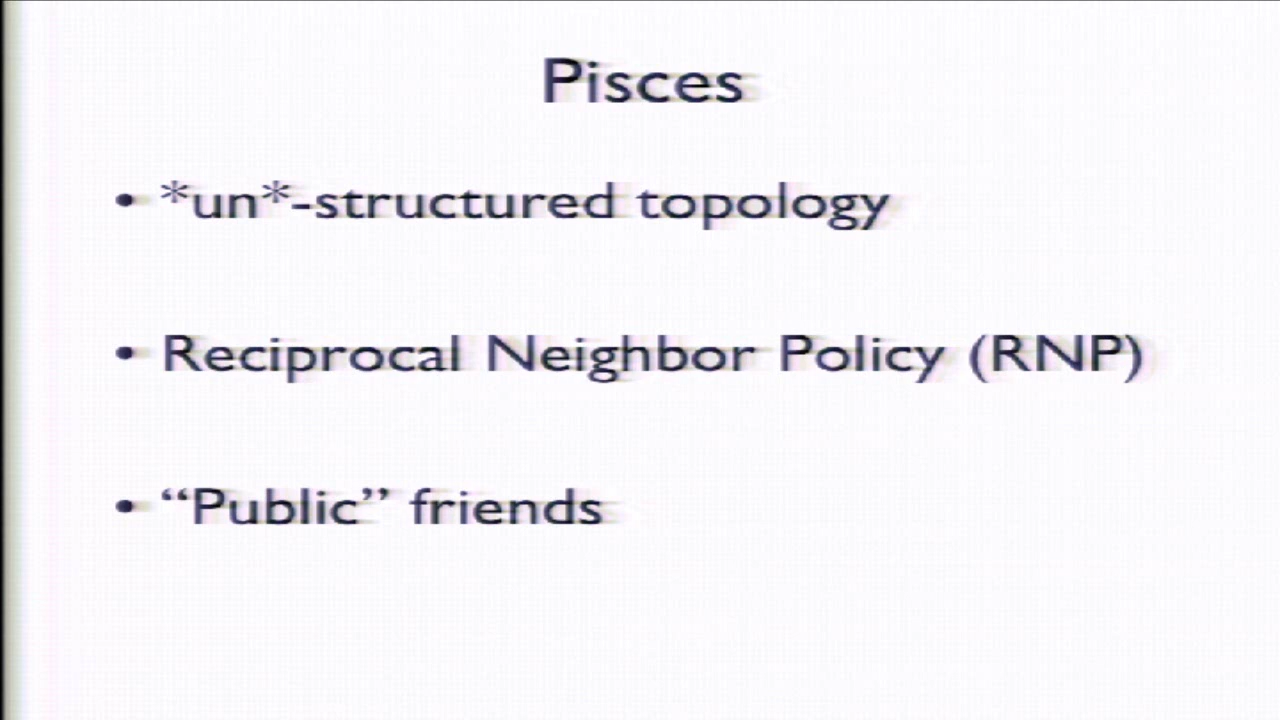 Pisces
• *un*-structured topology
• Reciprocal Neighbor Policy (RNP)
• “Public” friends